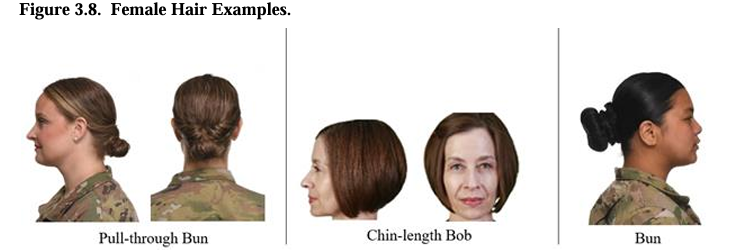 Figure 3.8.  Female Hair Examples.
Pull-through Bun
Chin-length Bob
Bun